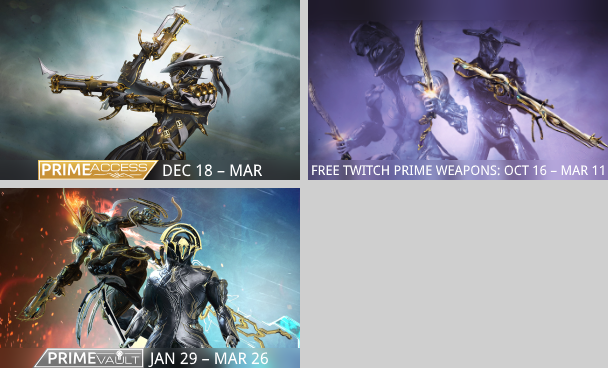 PRIMEACCESS DEC 18 – MAR
FREE TWITCH PRIME WEAPONS: OCT 16 – MAR 11
PRIMEVAULT JAN 29 – MAR 26